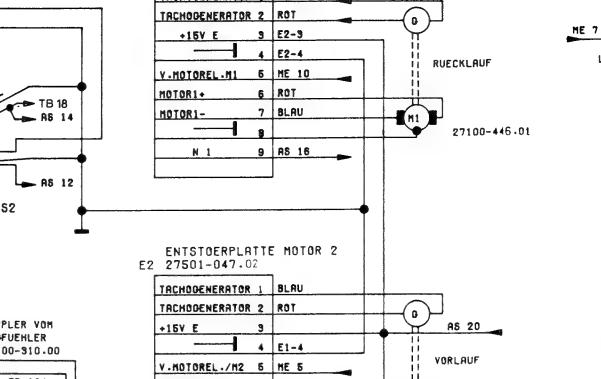 TACHOGENERATOR 2 ROT
+15V E 3 E2-3
4 E2-4
V.MOTOREL.M1 5 ME 10
MOTOR1+ 6 ROT
MOTOR1- 7 BLAU
8
N 1 9 AS 16
G
RUECKLAUF
M1
27100-446.01
ME 7
TB 18
AS 14
AS 12
S2
ENTSTOERPLATTE MOTOR 2
E2 27501-047.02
TACHOGENERATOR 1 BLAU
TACHOGENERATOR 2 ROT
+15V E 3
4 E1-4
V.MOTOREL./M2 5 ME 5
G
AS 20
VORLAUF
PLER VOM
FUEHLER
00-310.00